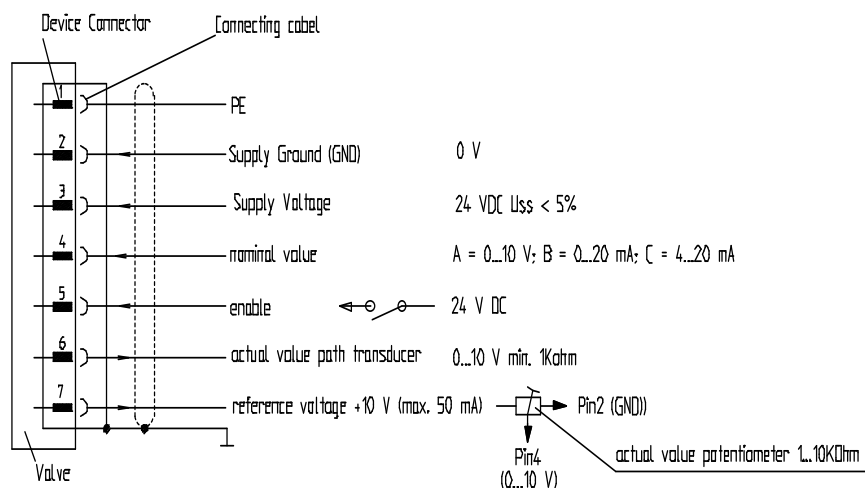 Device Connector
Connecting cabel
1
PE
2
Supply Ground (GND) 0 V
3
Supply Voltage 24 VDC Uss < 5%
4
nominal value A = 0...10 V; B = 0...20 mA; C = 4...20 mA
5
enable 24 V DC
6
actual value path transducer 0...10 V min. 1Kohm
7
reference voltage +10 V (max. 50 mA) Pin2 (GND))
Valve
Pin4
(0...10 V)
actual value potentiometer 1...10KOhm